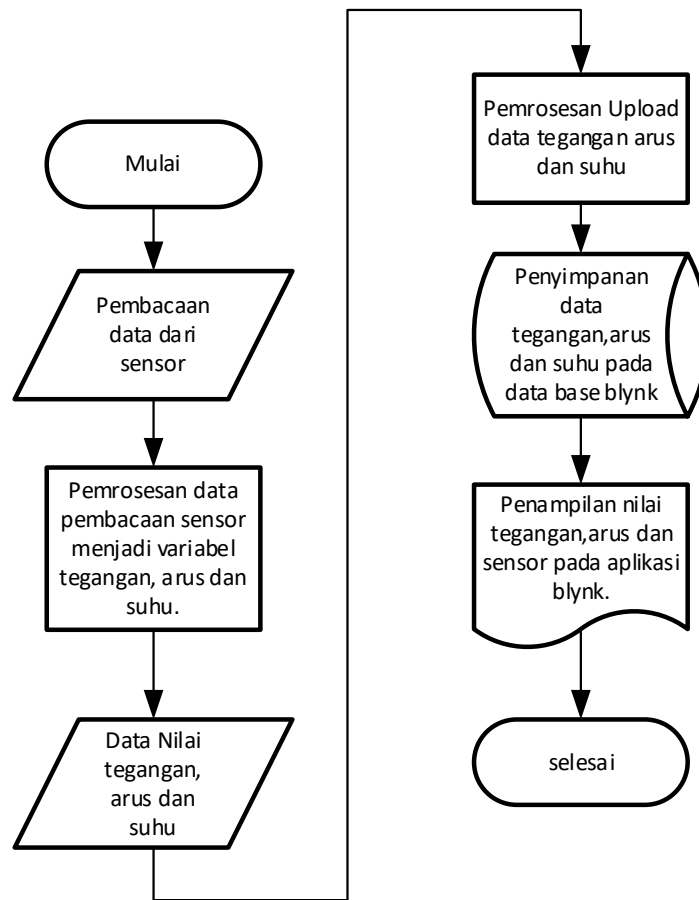 Mulai
Pembacaan
data dari
sensor
Pemrosesan data
pembacaan sensor
menjadi variabel
tegangan, arus dan
suhu.
Data Nilai
tegangan,
arus dan
suhu
Pemrosesan Upload
data tegangan arus
dan suhu
Penyimpanan
data
tegangan,arus
dan suhu pada
data base blynk
Penampilan nilai
tegangan,arus dan
sensor pada aplikasi
blynk.
selesai